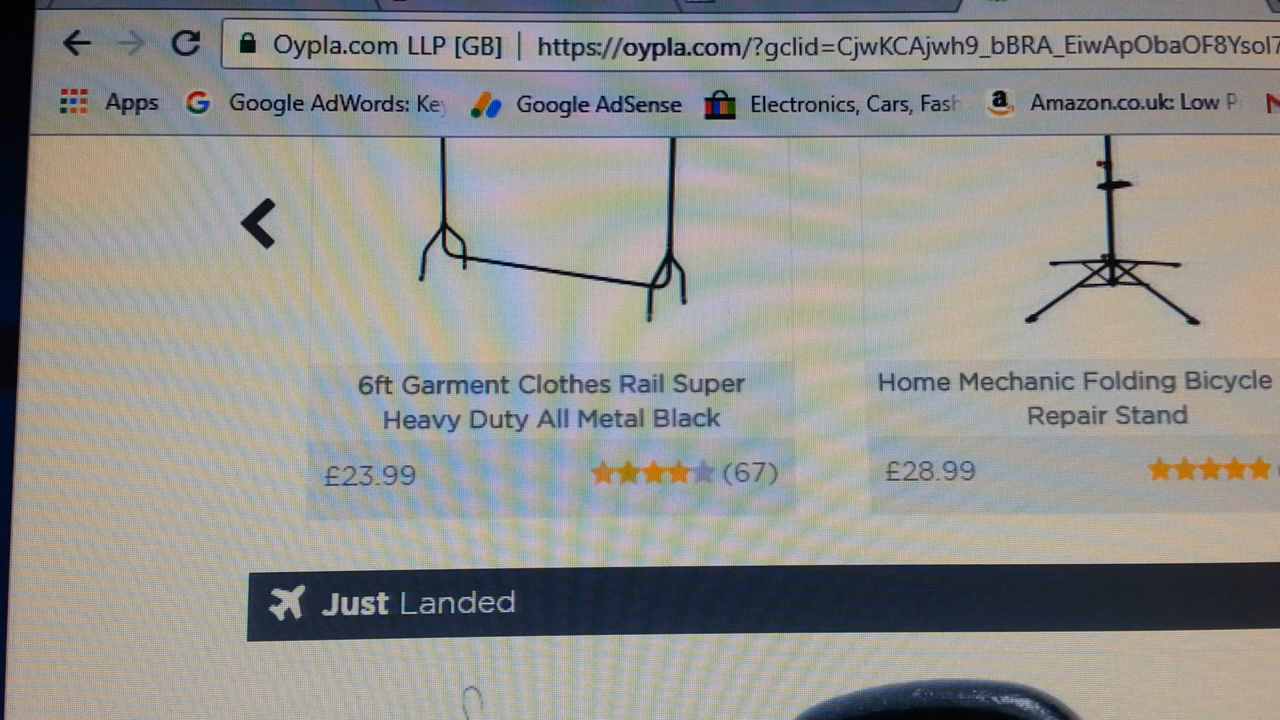 Oypla.com LLP [GB] | https://oypla.com/?gclid=CjwKCAjwh9_bBRA_EiwApObaOF8YsoI7
Apps Google AdWords: Ke Google AdSense Electronics, Cars, Fash Amazon.co.uk: Low P
6ft Garment Clothes Rail Super
Heavy Duty All Metal Black
£23.99 (67)
Home Mechanic Folding Bicycle
Repair Stand
£28.99
Just Landed